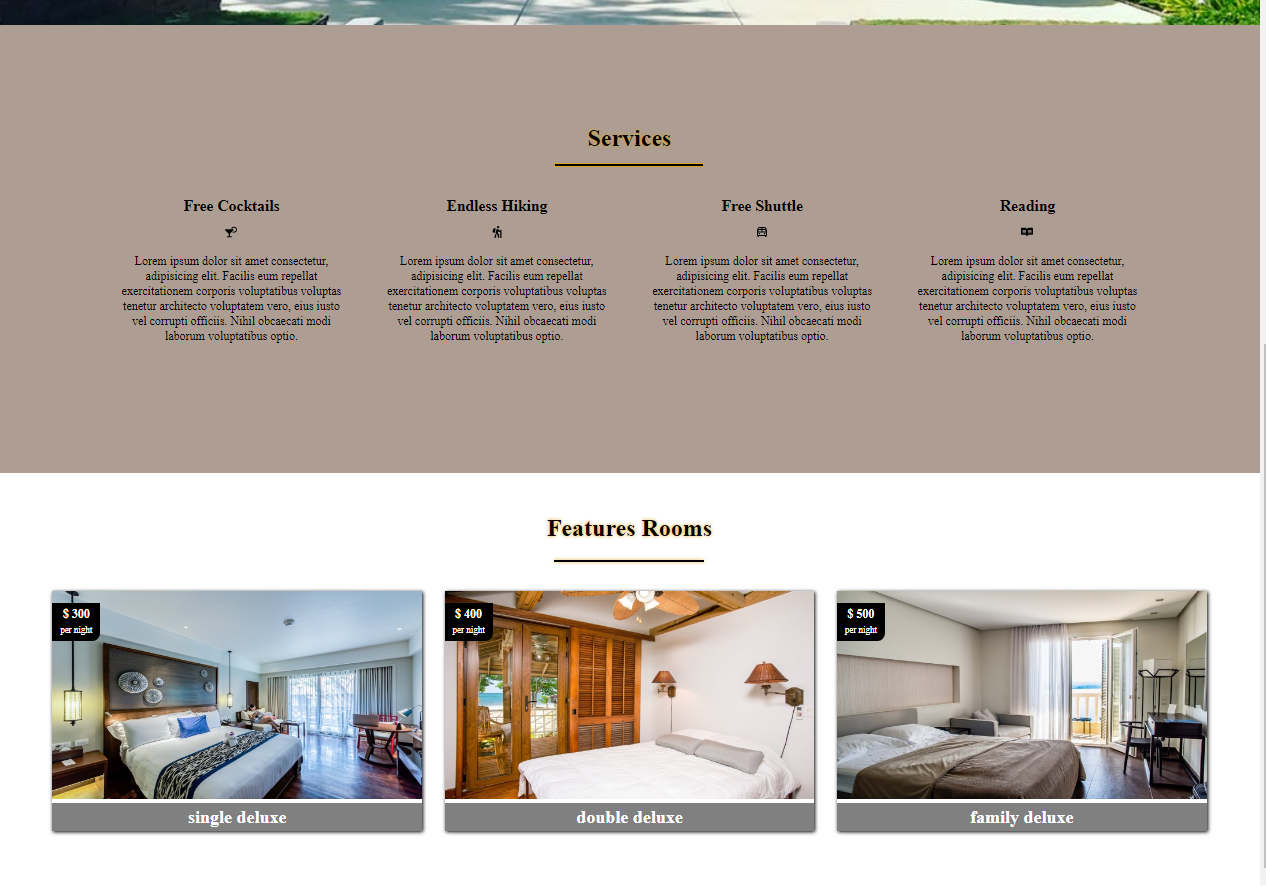 Services
Free Cocktails
Lorem ipsum dolor sit amet consectetur,
adipisicing elit. Facilis eum repellat
exercitationem corporis voluptatibus voluptas
tenetur architecto voluptatem vero, eius iusto
vel corrupti officiis. Nihil obcaecati modi
laborum voluptatibus optio.
Endless Hiking
Lorem ipsum dolor sit amet consectetur,
adipisicing elit. Facilis eum repellat
exercitationem corporis voluptatibus voluptas
tenetur architecto voluptatem vero, eius iusto
vel corrupti officiis. Nihil obcaecati modi
laborum voluptatibus optio.
Free Shuttle
Lorem ipsum dolor sit amet consectetur,
adipisicing elit. Facilis eum repellat
exercitationem corporis voluptatibus voluptas
tenetur architecto voluptatem vero, eius iusto
vel corrupti officiis. Nihil obcaecati modi
laborum voluptatibus optio.
Reading
Lorem ipsum dolor sit amet consectetur,
adipisicing elit. Facilis eum repellat
exercitationem corporis voluptatibus voluptas
tenetur architecto voluptatem vero, eius iusto
vel corrupti officiis. Nihil obcaecati modi
laborum voluptatibus optio.
Features Rooms
$ 300
per night
single deluxe
$ 400
per night
double deluxe
$ 500
per night
family deluxe